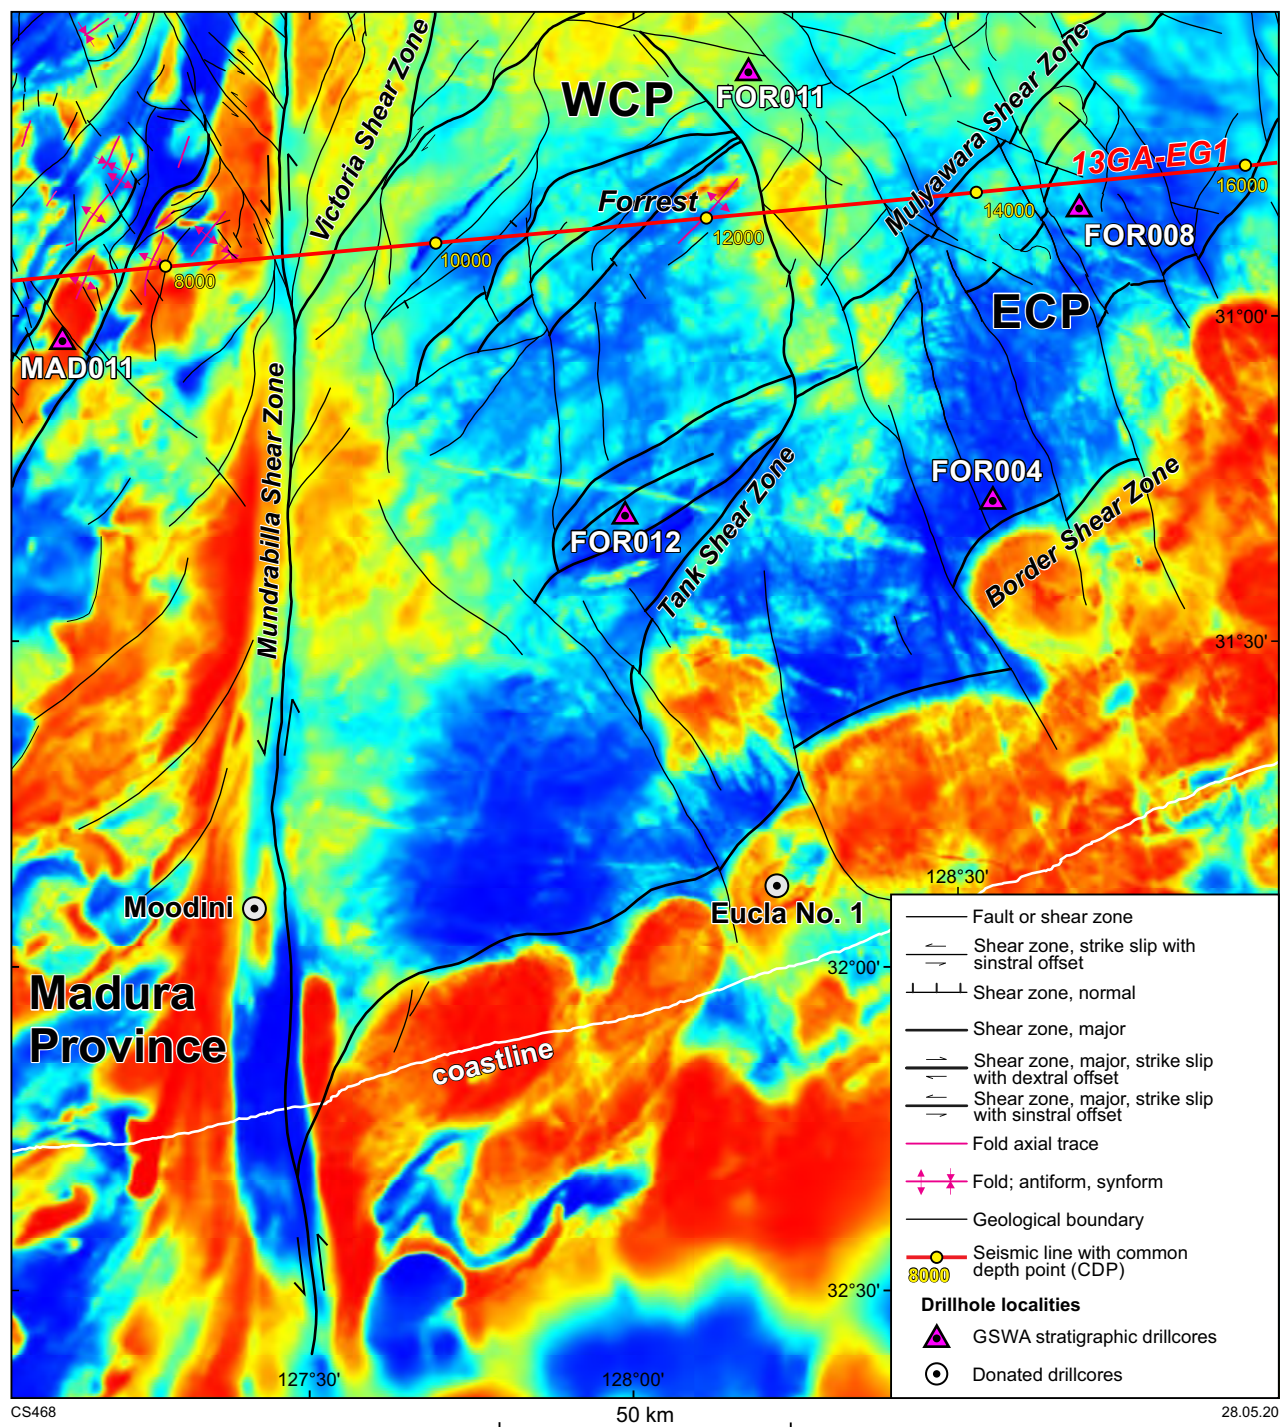 WCP
FOR011
Victoria Shear Zone
Mulyawara Shear Zone
13GA-EG1
16000
Forrest
14000
12000
10000
8000
FOR008
ECP
31°00'
MAD011
Mundrabilla Shear Zone
FOR004
Border Shear Zone
FOR012
Tank Shear Zone
31°30'
128°30'
Moodini
Eucla No. 1
Madura
Province
32°00'
coastline
32°30'
127°30'
128°00'
Fault or shear zone
Shear zone, strike slip with
sinstral offset
Shear zone, normal
Shear zone, major
Shear zone, major, strike slip
with dextral offset
Shear zone, major, strike slip
with sinstral offset
Fold axial trace
Fold; antiform, synform
Geological boundary
8000
Seismic line with common
depth point (CDP)
Drillhole localities
GSWA stratigraphic drillcores
Donated drillcores
CS468
50 km
28.05.20